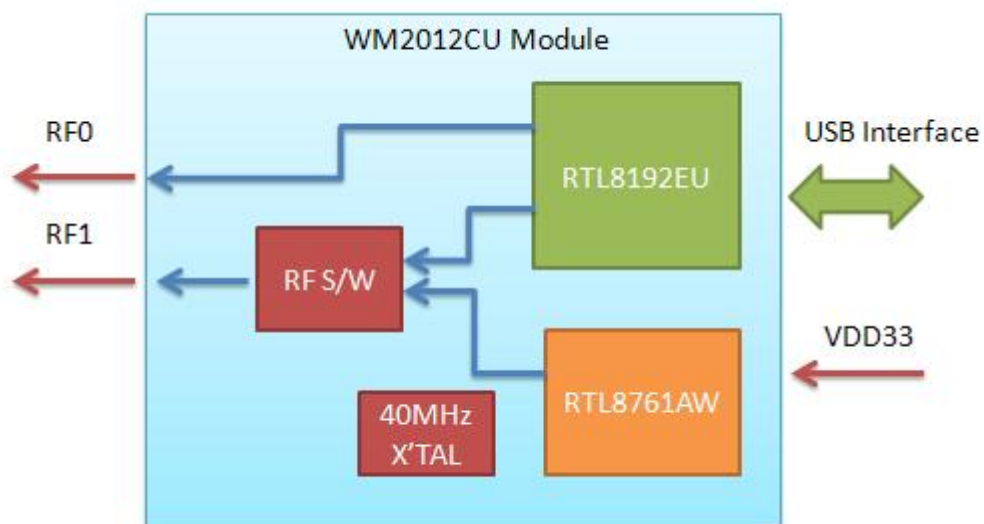 WM2012CU Module
RF0
RTL8192EU
USB Interface
RF1
RF S/W
VDD33
RTL8761AW
40MHz
X'TAL